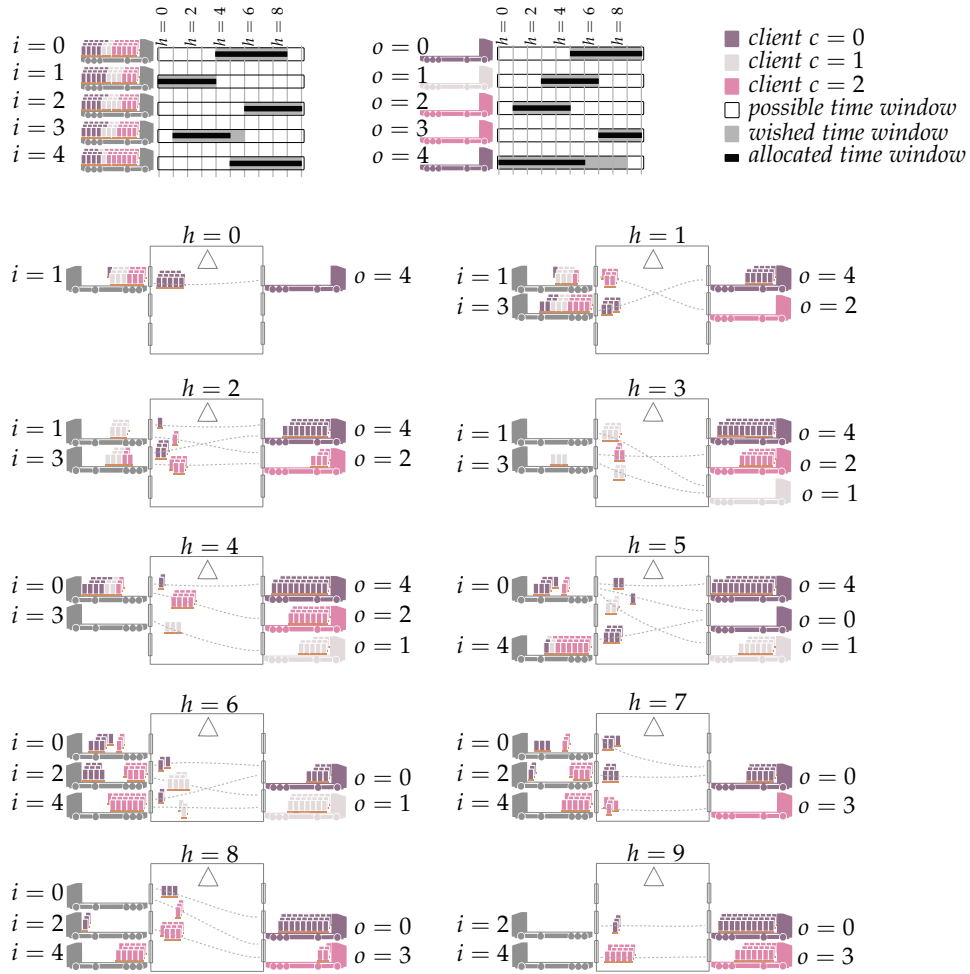 h = 0
h = 2
h = 4
h = 6
h = 8
h = 0
h = 2
h = 4
h = 6
h = 8
i = 0
i = 1
i = 2
i = 3
i = 4
o = 0
o = 1
o = 2
o = 3
o = 4
client c = 0
client c = 1
client c = 2
possible time window
wished time window
allocated time window
h = 0
i = 1
o = 4
h = 1
i = 1
i = 3
o = 4
o = 2
h = 2
i = 1
i = 3
o = 4
o = 2
h = 3
i = 1
i = 3
o = 4
o = 2
o = 1
h = 4
i = 0
i = 3
o = 4
o = 2
o = 1
h = 5
i = 0
i = 4
o = 4
o = 0
o = 1
h = 6
i = 0
i = 2
i = 4
o = 0
o = 1
h = 7
i = 0
i = 2
i = 4
o = 0
o = 3
h = 8
i = 0
i = 2
i = 4
o = 0
o = 3
h = 9
i = 2
i = 4
o = 0
o = 3